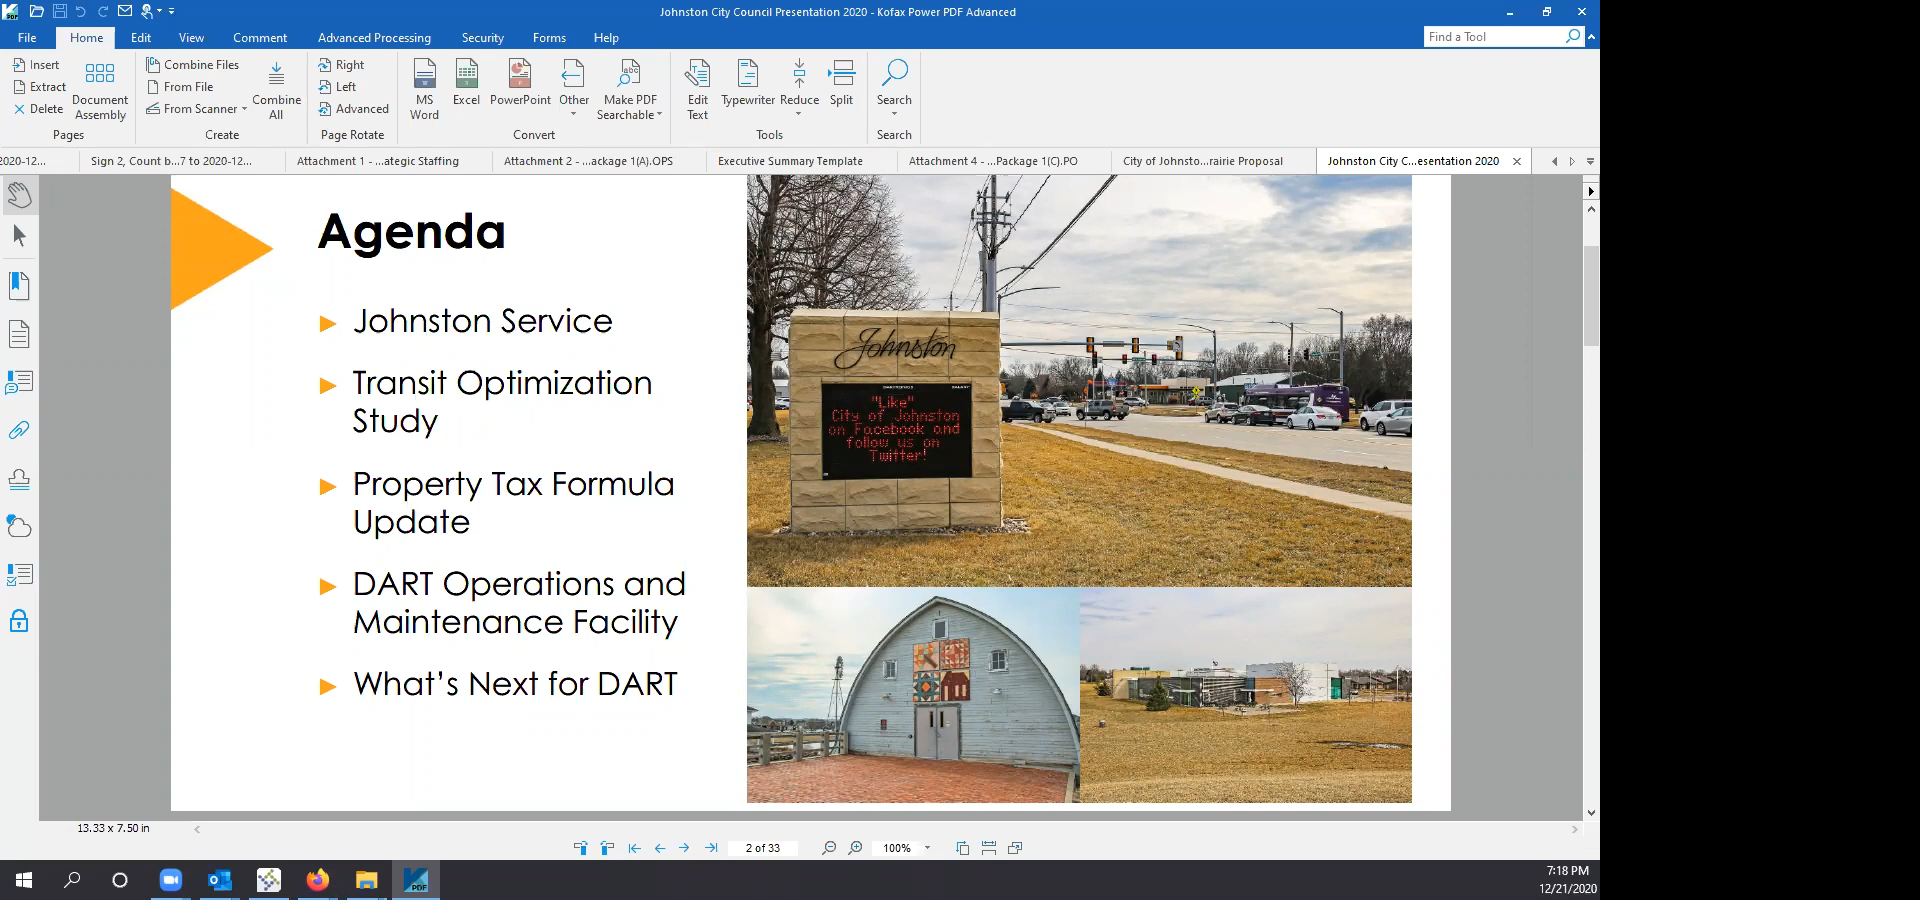 Johnston City Council Presentation 2020 - Kofax Power PDF Advanced
File Home Edit View Comment Advanced Processing Security Forms Help
Find a Tool
Insert
Extract
Delete
Document
Assembly
Pages
Combine Files
From File
From Scanner
Combine
All
Create
Right
Left
Advanced
Page Rotate
MS
Word
Excel
PowerPoint
Other
Make PDF
Searchable
Convert
Edit
Text
Typewriter
Reduce
Split
Tools
Search
Search
2020-12...
Sign 2, Count b...7 to 2020-12...
Attachment 1 - ...ategic Staffing
Attachment 2 - ...ackage 1(A).OPS
Executive Summary Template
Attachment 4 - ...Package 1(C).PO
City of Johnsto...rairie Proposal
Johnston City C...esentation 2020
Agenda
Johnston Service
Transit Optimization
Study
Property Tax Formula
Update
DART Operations and
Maintenance Facility
What's Next for DART
Johnston
"Like"
City of Johnston
on Facebook and
follow us on
Twitter!
13.33 x 7.50 in
2 of 33
100%
PDF
7:18 PM
12/21/2020